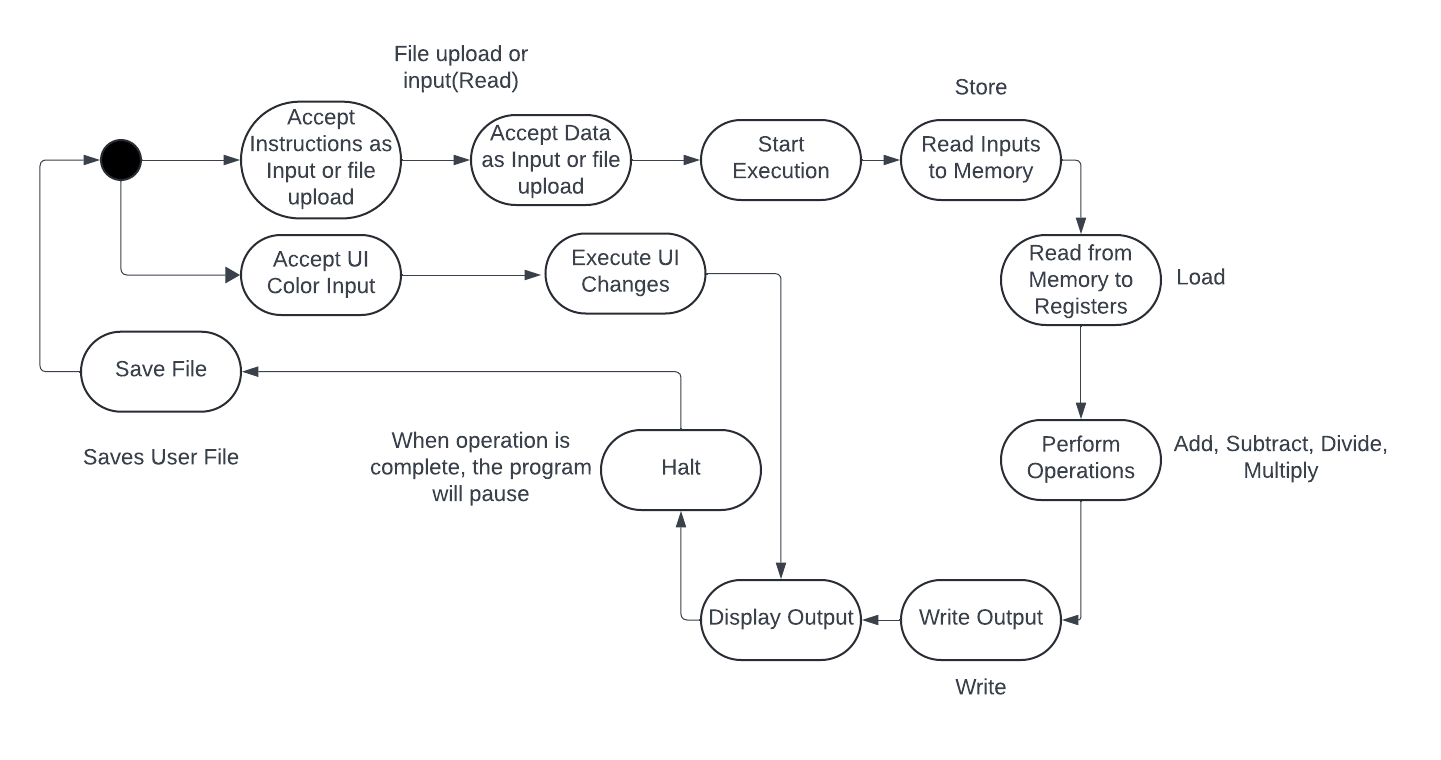 File upload or
input(Read)
Store
Accept
Instructions as
Input or file
upload
Accept Data
as Input or file
upload
Start
Execution
Read Inputs
to Memory
Accept UI
Color Input
Execute UI
Changes
Read from
Memory to
Registers
Load
Save File
Saves User File
When operation is
complete, the program
will pause
Halt
Perform
Operations
Add, Subtract, Divide,
Multiply
Display Output
Write Output
Write